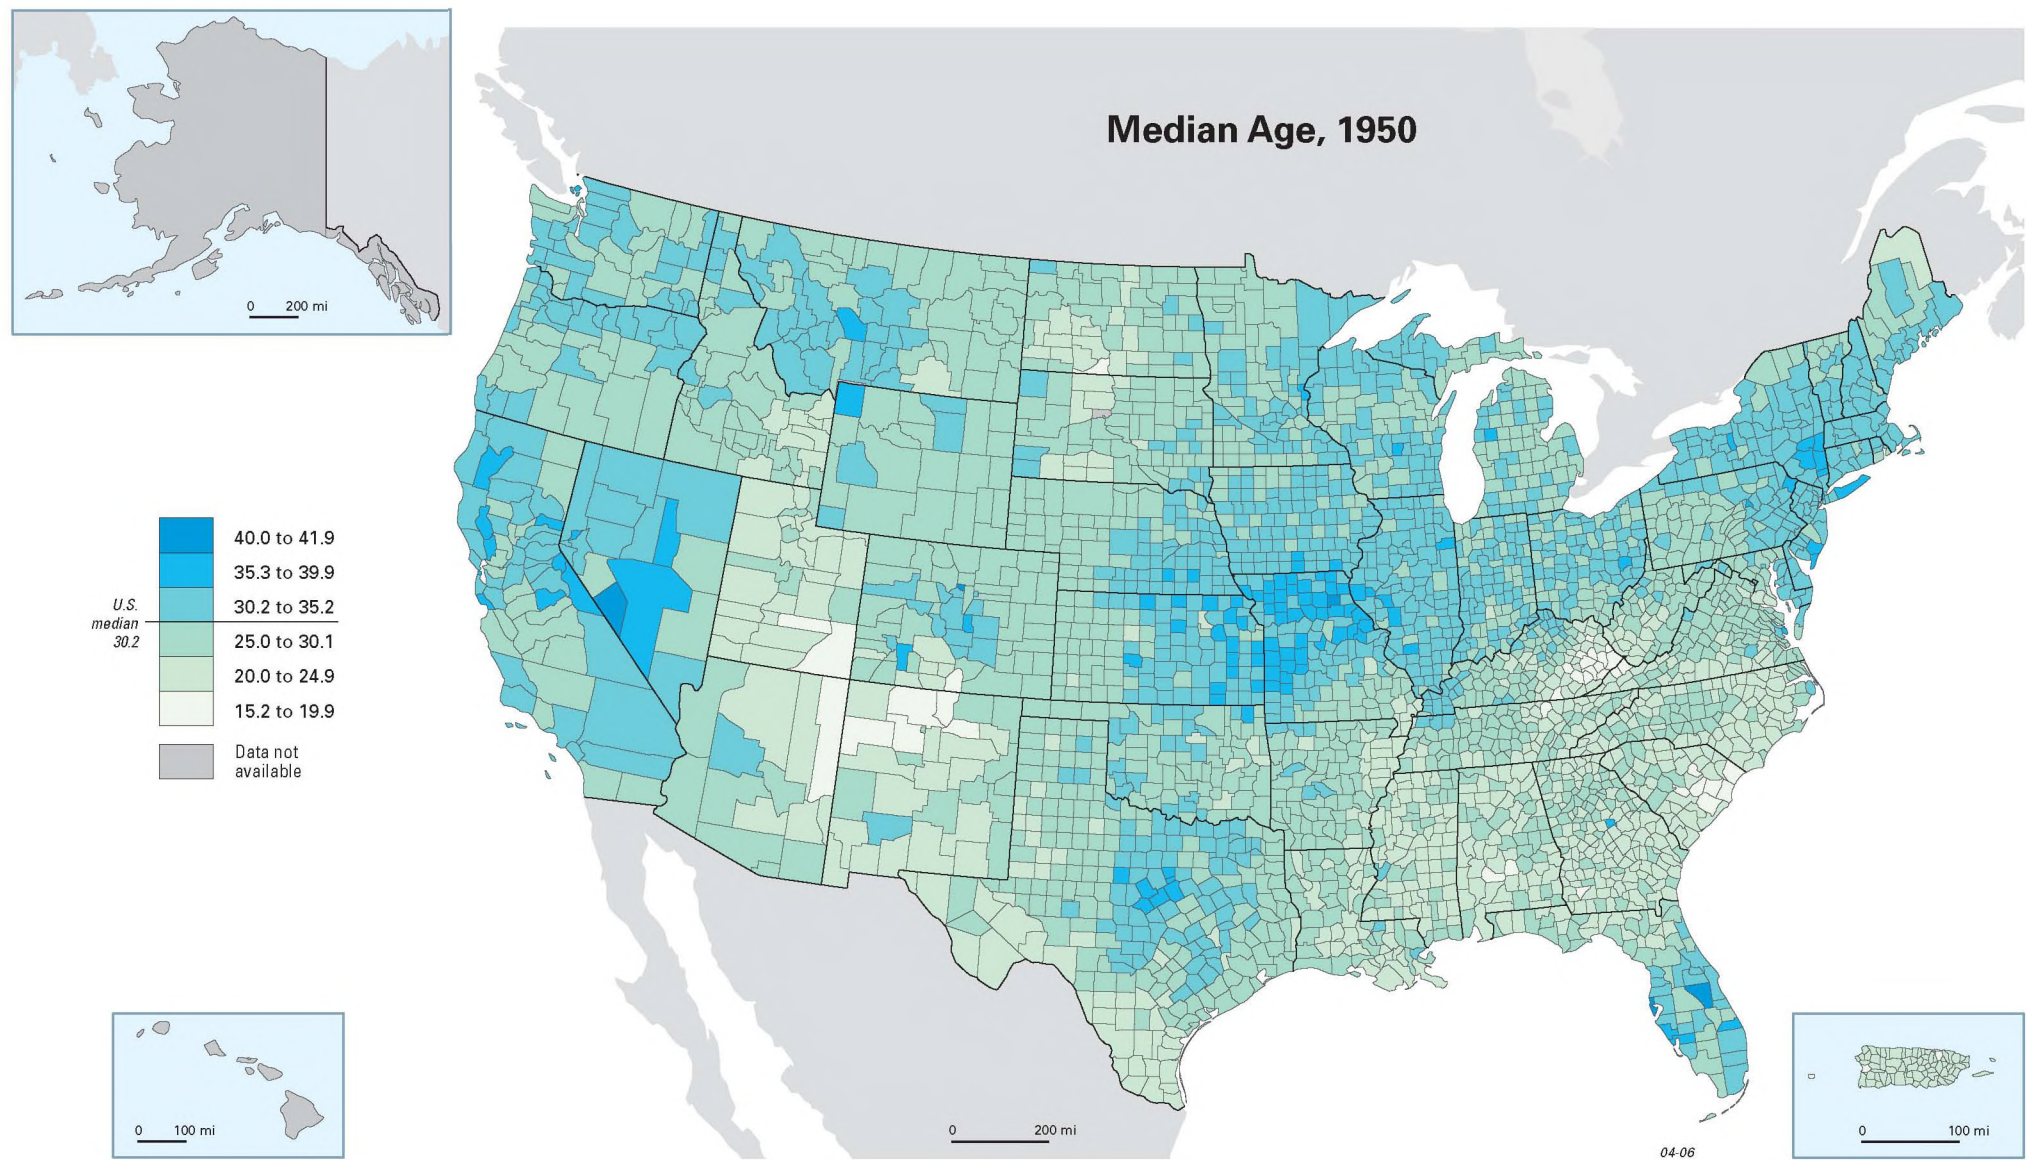 Median Age, 1950
0 200 mi
40.0 to 41.9
35.3 to 39.9
30.2 to 35.2
U.S.
median
30.2
25.0 to 30.1
20.0 to 24.9
15.2 to 19.9
Data not
available
0 100 mi
0 200 mi
0 100 mi
04-06